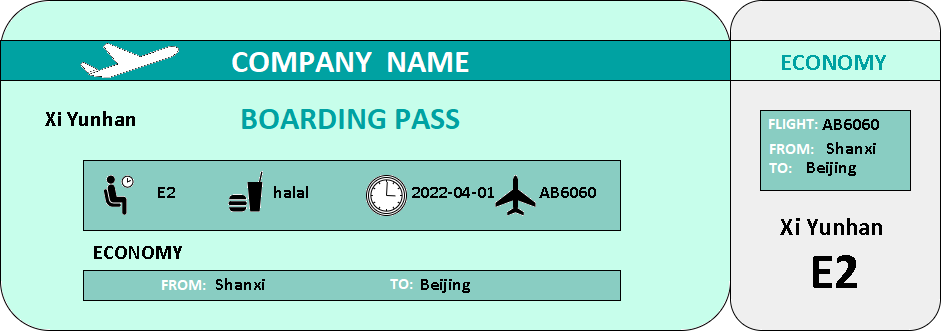 COMPANY NAME
ECONOMY
Xi Yunhan
BOARDING PASS
E2
halal
2022-04-01
AB6060
ECONOMY
FROM: Shanxi
TO: Beijing
FLIGHT: AB6060
FROM: Shanxi
TO: Beijing
Xi Yunhan
E2